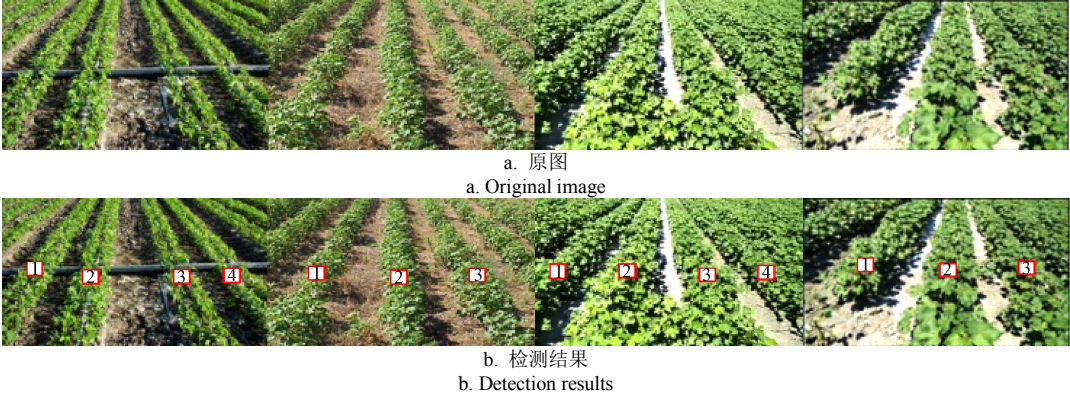 a. 原图
a. Original image
1 2 3 4 1 2 3 1 2 3 4 1 2 3
b. 检测结果
b. Detection results